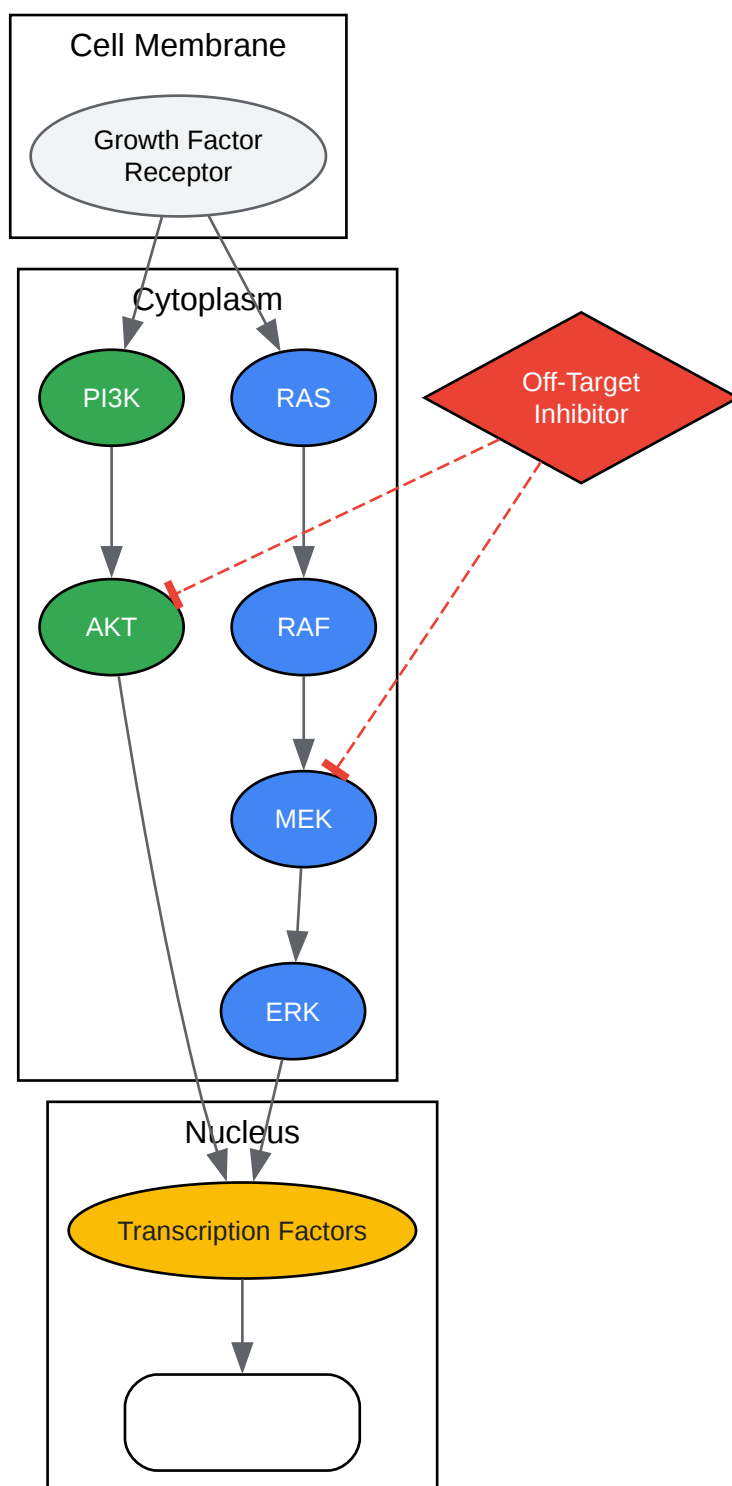 Cell Membrane
Growth Factor
Receptor
Cytoplasm
PI3K
RAS
Off-Target
Inhibitor
AKT
RAF
MEK
ERK
Nucleus
Transcription Factors